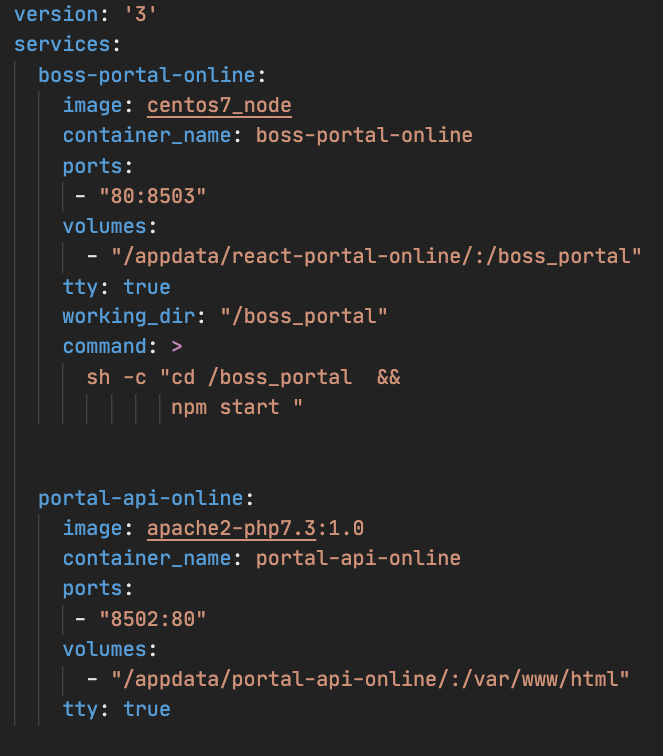 version: '3'
services:
  boss-portal-online:
    image: centos7_node
    container_name: boss-portal-online
    ports:
     - "80:8503"
    volumes:
      - "/appdata/react-portal-online/:/boss_portal"
    tty: true
    working_dir: "/boss_portal"
    command: >
      sh -c "cd /boss_portal  &&
             npm start "
  portal-api-online:
    image: apache2-php7.3:1.0
    container_name: portal-api-online
    ports:
     - "8502:80"
    volumes:
      - "/appdata/portal-api-online/:/var/www/html"
    tty: true